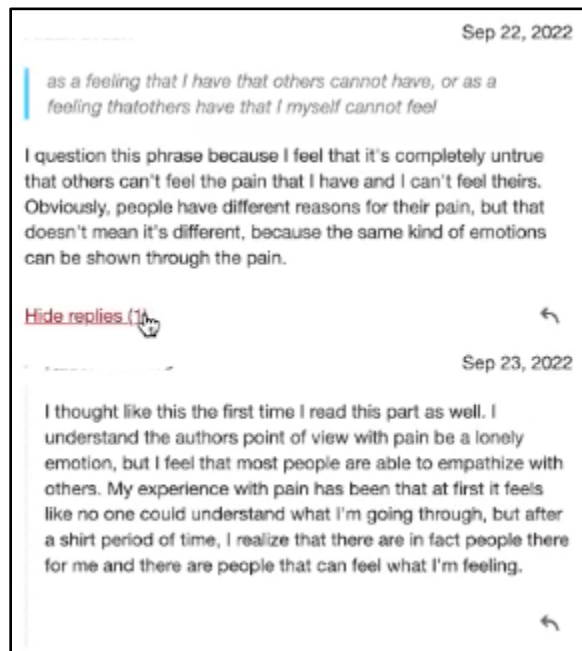 Sep 22, 2022
as a feeling that I have that others cannot have, or as a
feeling thatothers have that I myself cannot feel
I question this phrase because I feel that it's completely untrue
that others can't feel the pain that I have and I can't feel theirs.
Obviously, people have different reasons for their pain, but that
doesn't mean it's different, because the same kind of emotions
can be shown through the pain.
Hide replies (1)
Sep 23, 2022
I thought like this the first time I read this part as well. I
understand the authors point of view with pain be a lonely
emotion, but I feel that most people are able to empathize with
others. My experience with pain has been that at first it feels
like no one could understand what I'm going through, but after
a shirt period of time, I realize that there are in fact people there
for me and there are people that can feel what I'm feeling.